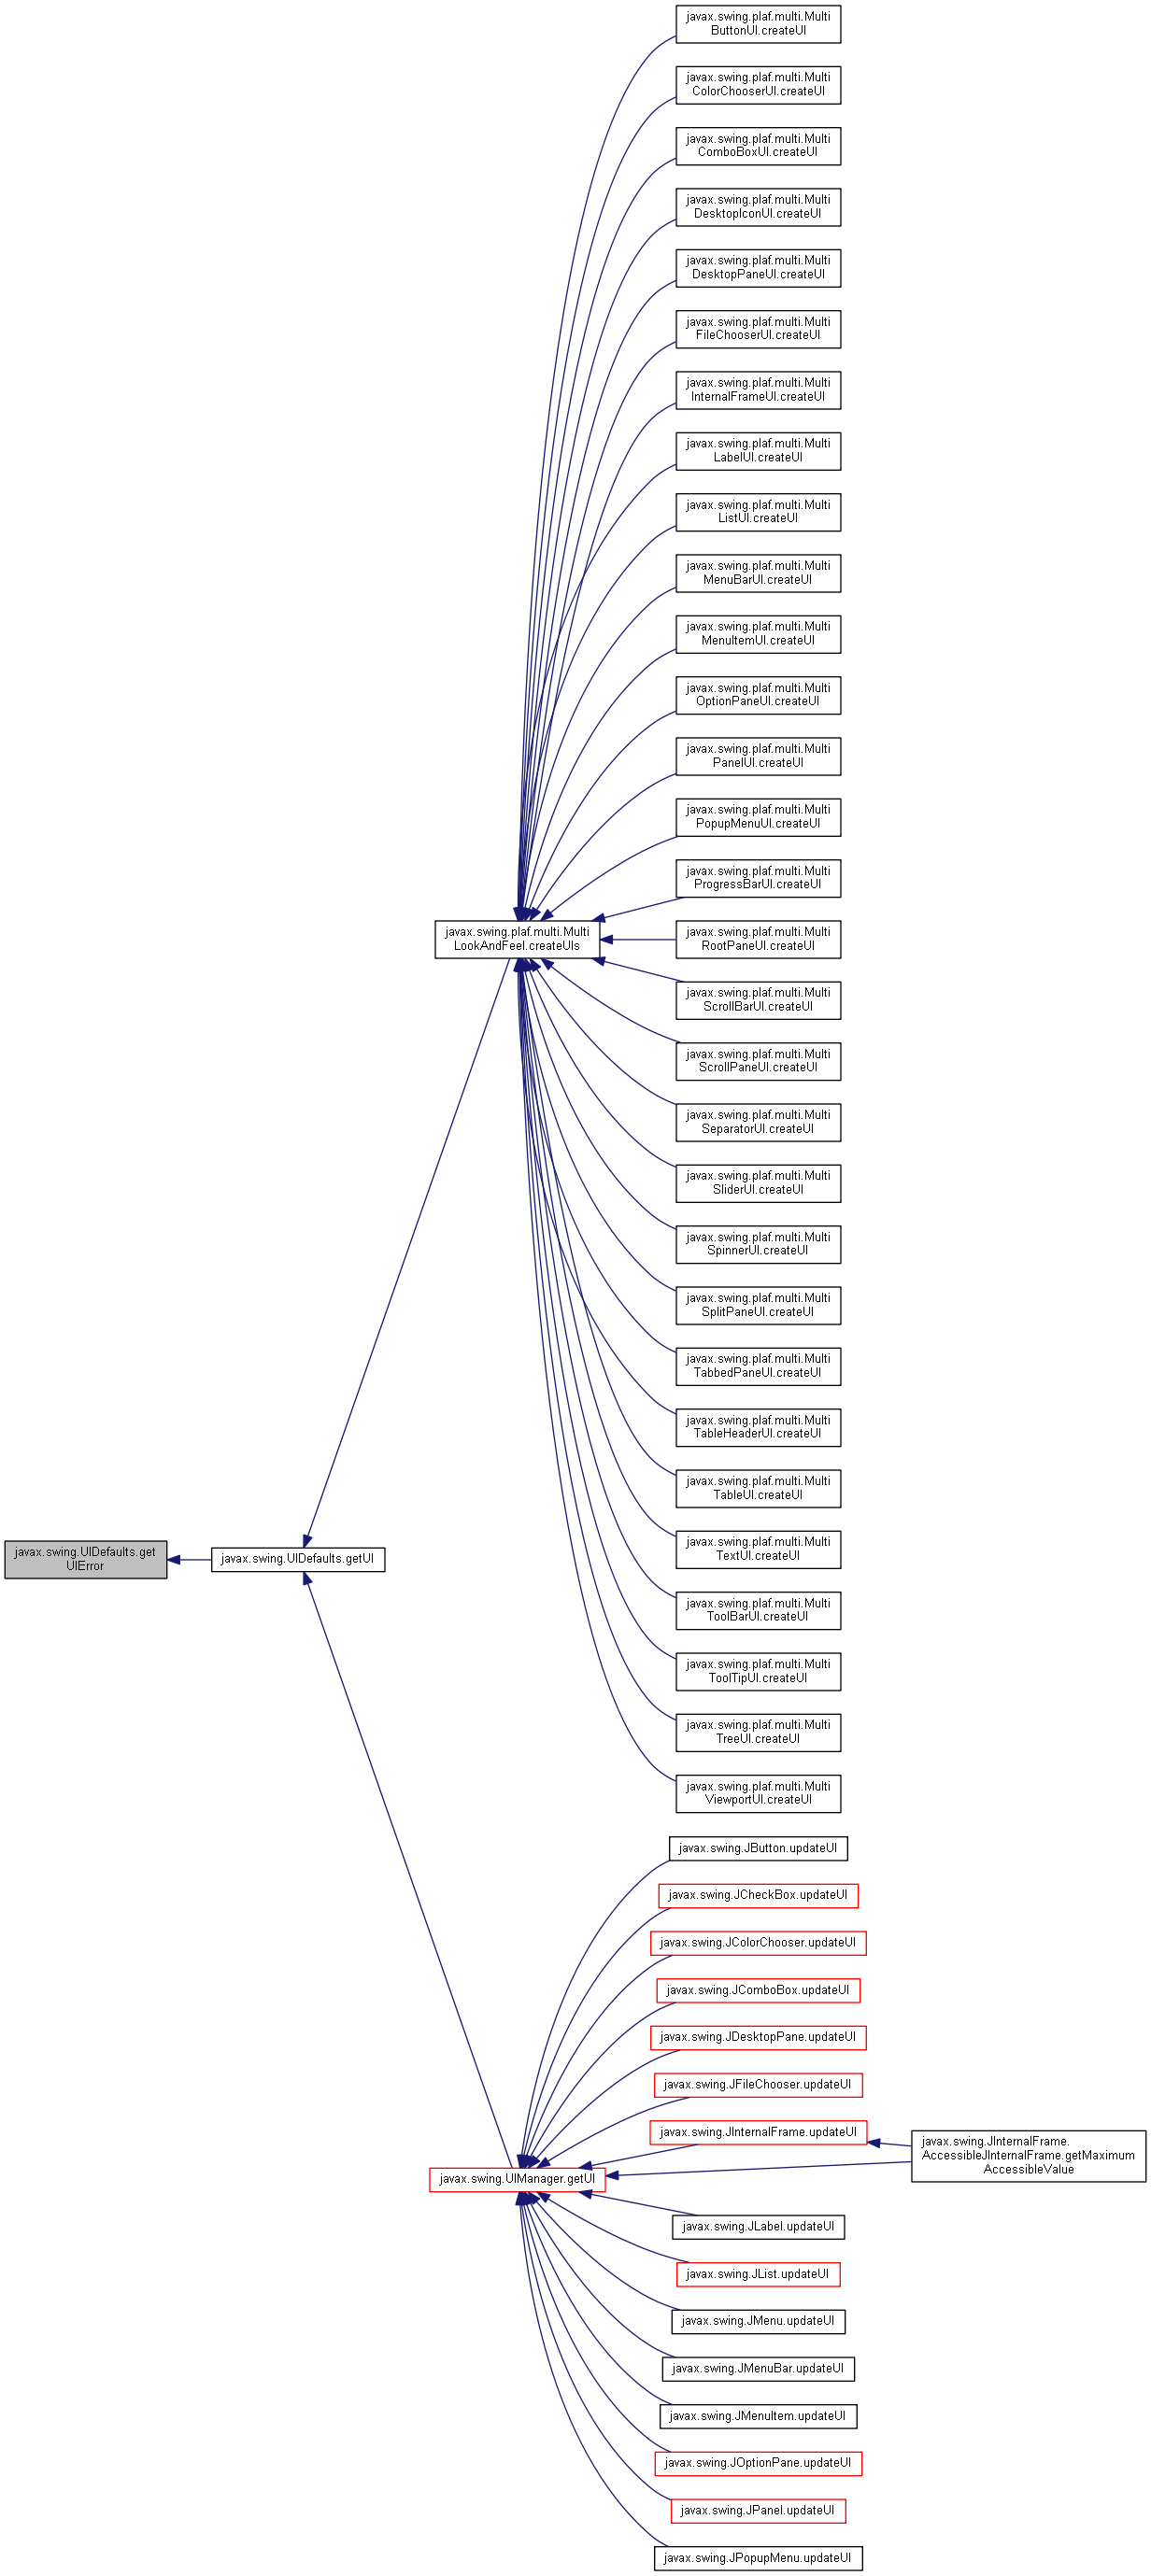 javax.swing.plaf.multi.Multi
ButtonUI.createUI
javax.swing.plaf.multi.Multi
ColorChooserUI.createUI
javax.swing.plaf.multi.Multi
ComboBoxUI.createUI
javax.swing.plaf.multi.Multi
DesktopIconUI.createUI
javax.swing.plaf.multi.Multi
DesktopPaneUI.createUI
javax.swing.plaf.multi.Multi
FileChooserUI.createUI
javax.swing.plaf.multi.Multi
InternalFrameUI.createUI
javax.swing.plaf.multi.Multi
LabelUI.createUI
javax.swing.plaf.multi.Multi
ListUI.createUI
javax.swing.plaf.multi.Multi
MenuBarUI.createUI
javax.swing.plaf.multi.Multi
MenuItemUI.createUI
javax.swing.plaf.multi.Multi
OptionPaneUI.createUI
javax.swing.plaf.multi.Multi
PanelUI.createUI
javax.swing.plaf.multi.Multi
PopupMenuUI.createUI
javax.swing.plaf.multi.Multi
ProgressBarUI.createUI
javax.swing.plaf.multi.Multi
LookAndFeel.createUIs
javax.swing.plaf.multi.Multi
RootPaneUI.createUI
javax.swing.plaf.multi.Multi
ScrollBarUI.createUI
javax.swing.plaf.multi.Multi
ScrollPaneUI.createUI
javax.swing.plaf.multi.Multi
SeparatorUI.createUI
javax.swing.plaf.multi.Multi
SliderUI.createUI
javax.swing.plaf.multi.Multi
SpinnerUI.createUI
javax.swing.plaf.multi.Multi
SplitPaneUI.createUI
javax.swing.plaf.multi.Multi
TabbedPaneUI.createUI
javax.swing.plaf.multi.Multi
TableHeaderUI.createUI
javax.swing.plaf.multi.Multi
TableUI.createUI
javax.swing.plaf.multi.Multi
TextUI.createUI
javax.swing.UIDefaults.get
UIError
javax.swing.UIDefaults.getUI
javax.swing.plaf.multi.Multi
ToolBarUI.createUI
javax.swing.plaf.multi.Multi
ToolTipUI.createUI
javax.swing.plaf.multi.Multi
TreeUI.createUI
javax.swing.plaf.multi.Multi
ViewportUI.createUI
javax.swing.JButton.updateUI
javax.swing.JCheckBox.updateUI
javax.swing.JColorChooser.updateUI
javax.swing.JComboBox.updateUI
javax.swing.JDesktopPane.updateUI
javax.swing.JFileChooser.updateUI
javax.swing.JInternalFrame.updateUI
javax.swing.JInternalFrame.
AccessibleJInternalFrame.getMaximum
AccessibleValue
javax.swing.UIManager.getUI
javax.swing.JLabel.updateUI
javax.swing.JList.updateUI
javax.swing.JMenu.updateUI
javax.swing.JMenuBar.updateUI
javax.swing.JMenuItem.updateUI
javax.swing.JOptionPane.updateUI
javax.swing.JPanel.updateUI
javax.swing.JPopupMenu.updateUI